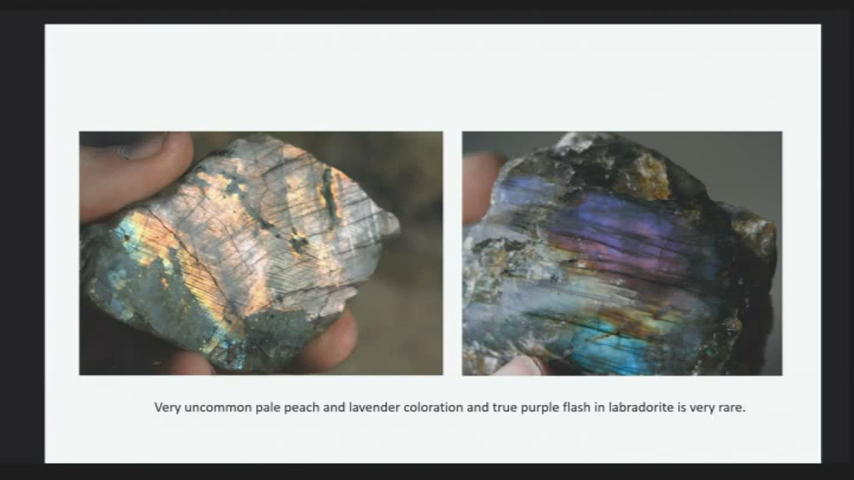 Very uncommon pale peach and lavender coloration and true purple flash in labradorite is very rare.